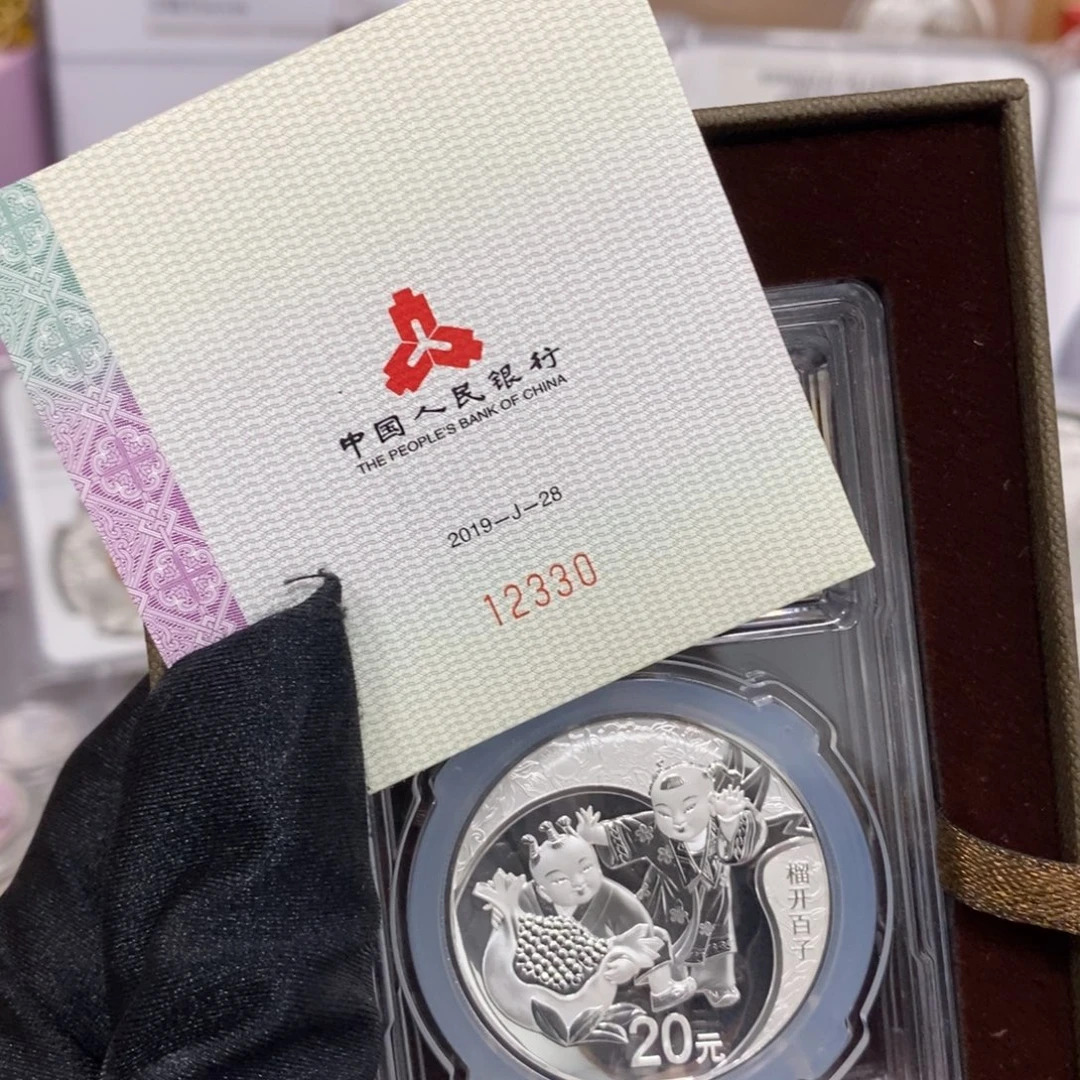 中国人民银行
THE PEOPLE'S BANK OF CHINA
2019—J—28
12330
榴开百子
20元